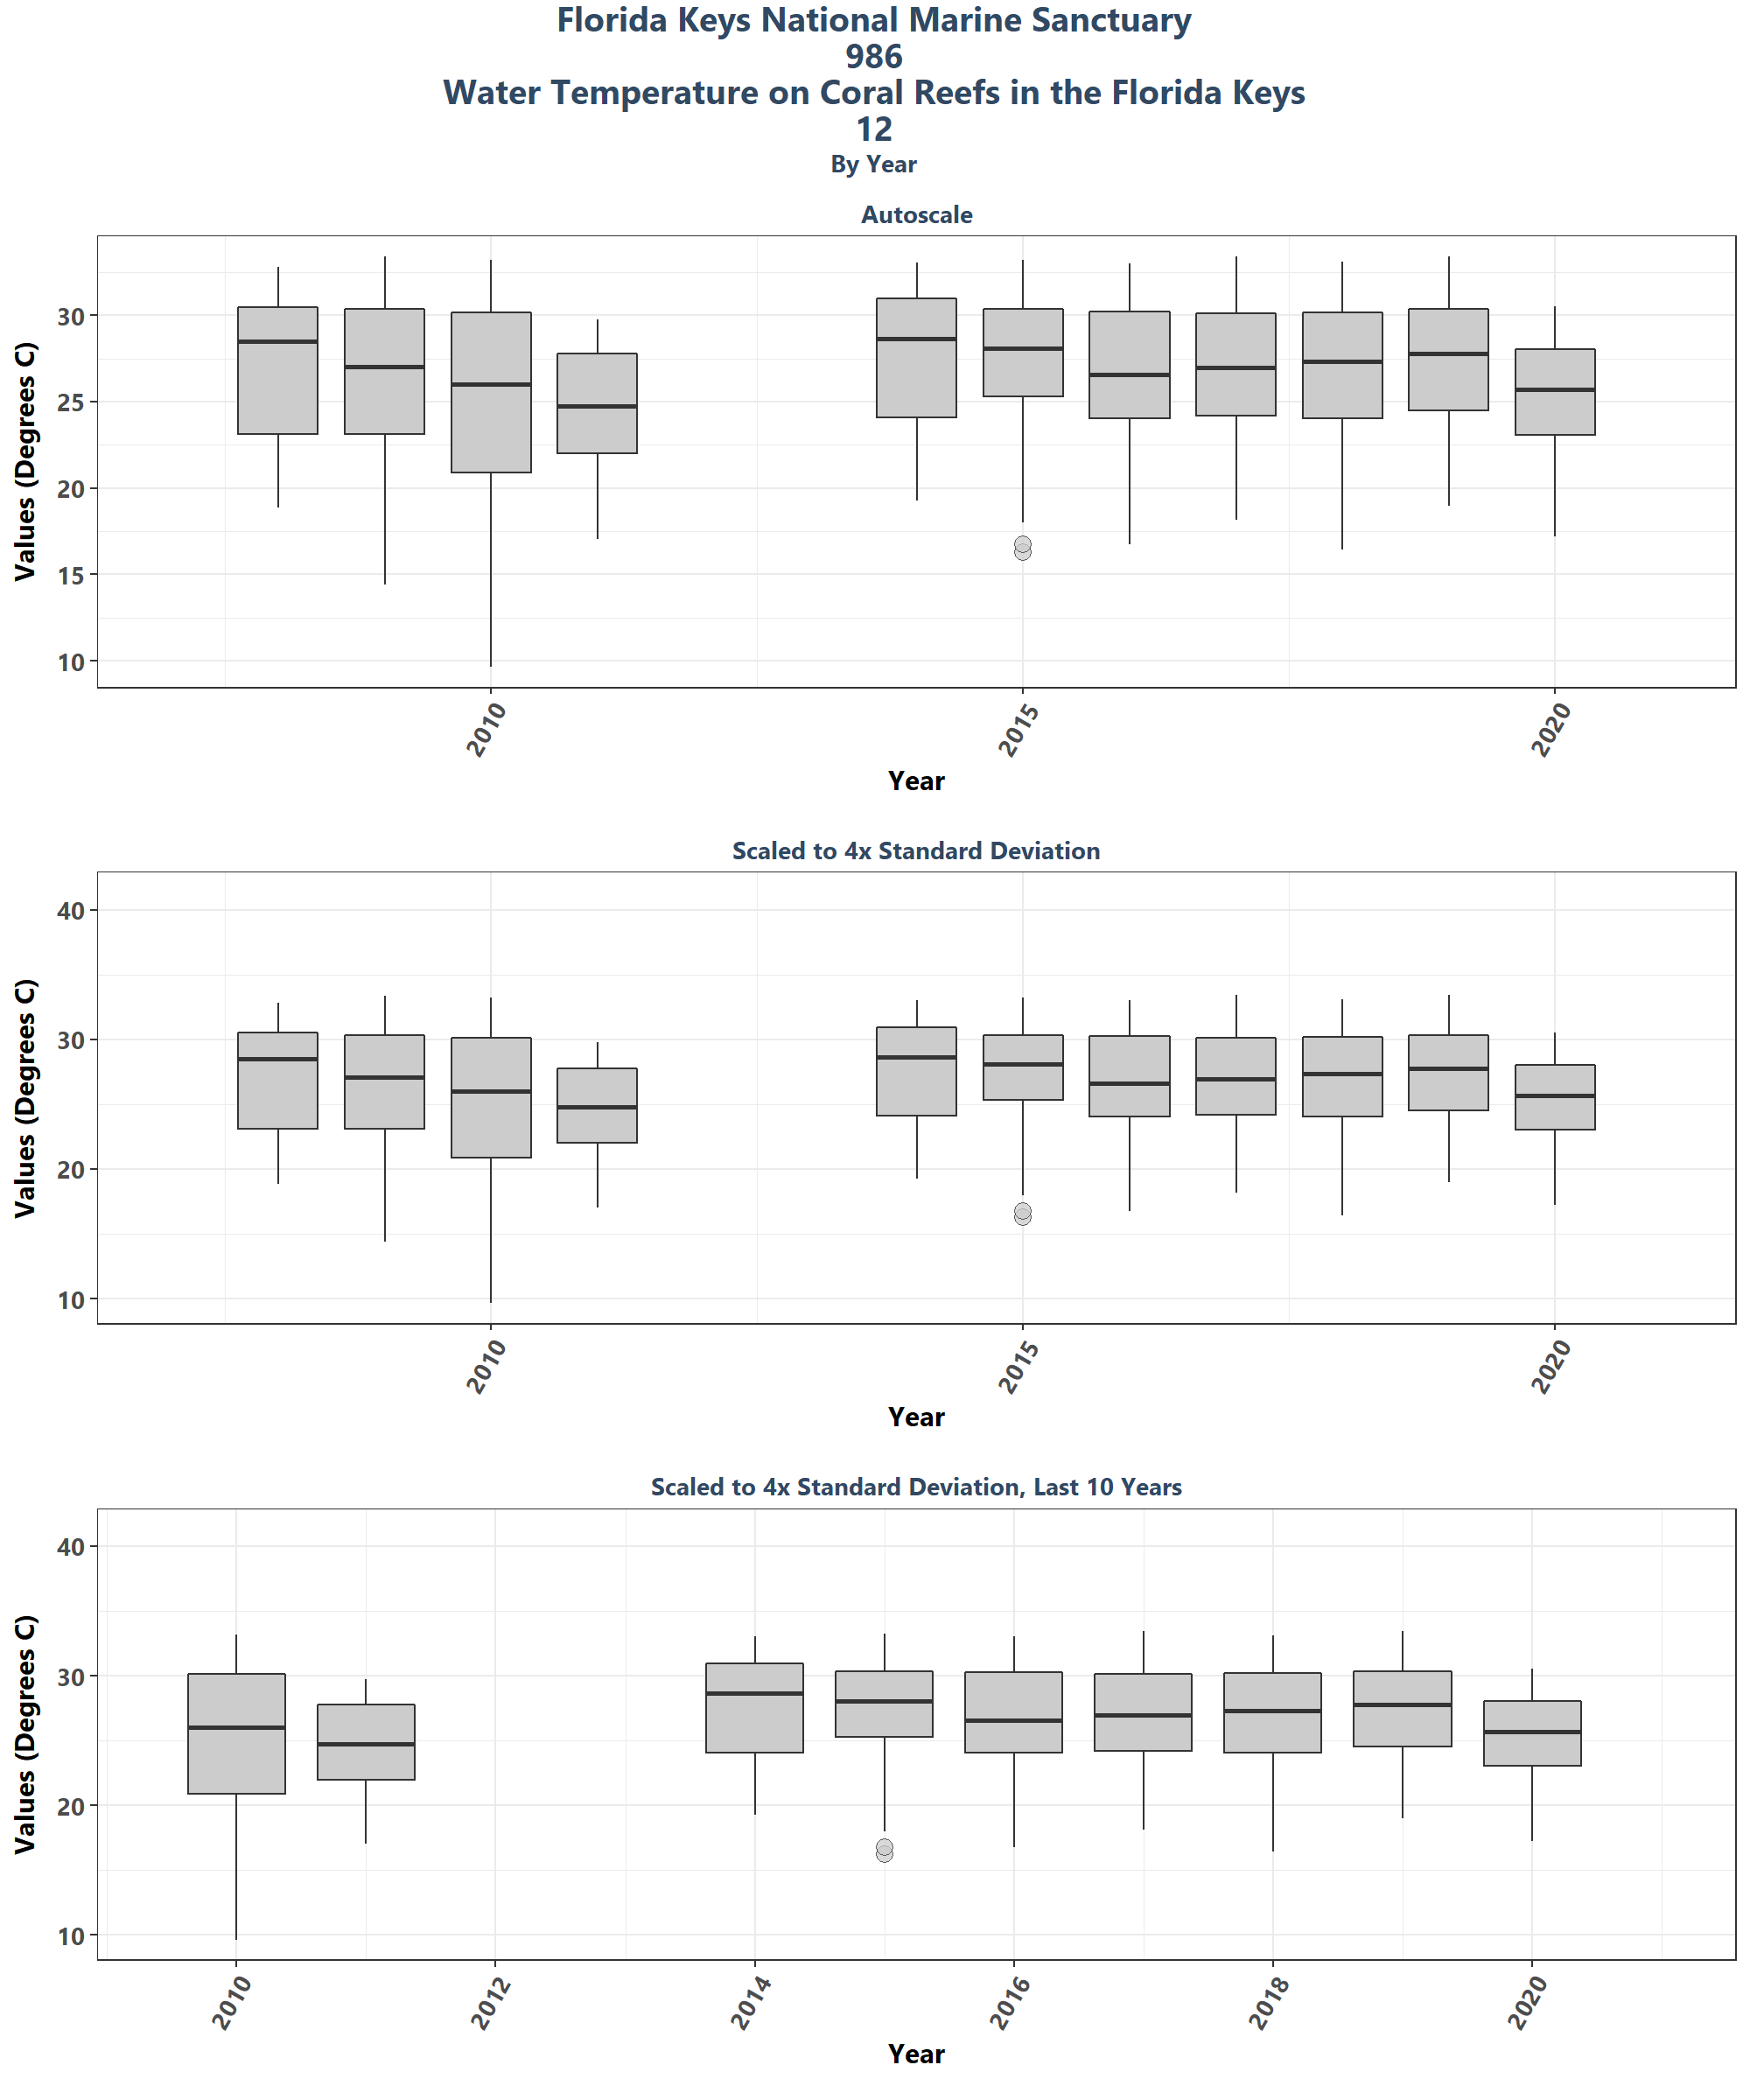 Florida Keys National Marine Sanctuary
986
Water Temperature on Coral Reefs in the Florida Keys
12
By Year
Autoscale
Values (Degrees C)
30
25
20
15
10
2010
2015
2020
Year
Scaled to 4x Standard Deviation
Values (Degrees C)
40
30
20
10
2010
2015
2020
Year
Scaled to 4x Standard Deviation, Last 10 Years
Values (Degrees C)
40
30
20
10
2010
2012
2014
2016
2018
2020
Year